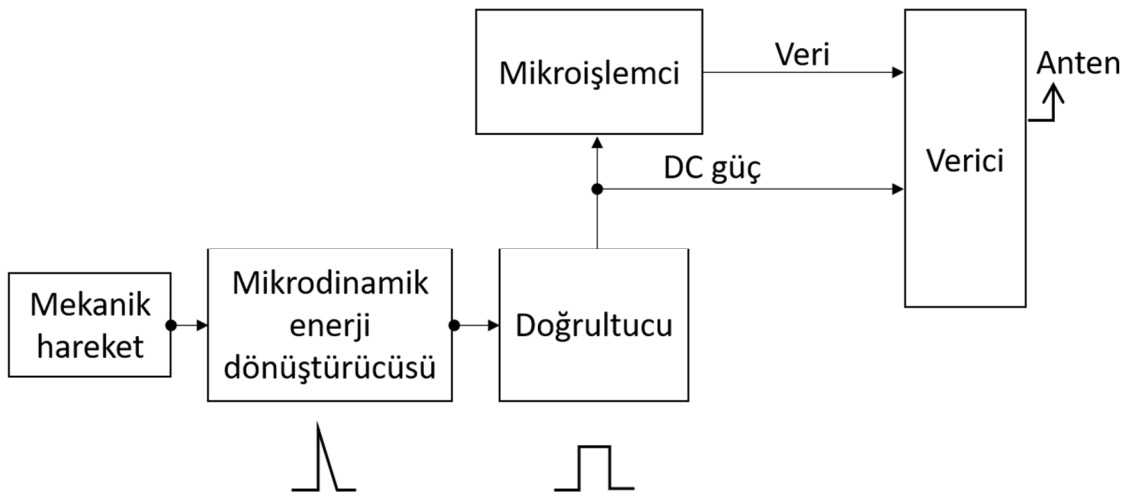 Mikroişlemci
Veri
Anten
DC güç
Verici
Mekanik
hareket
Mikrodinamik
enerji
dönüştürücüsü
Doğrultucu